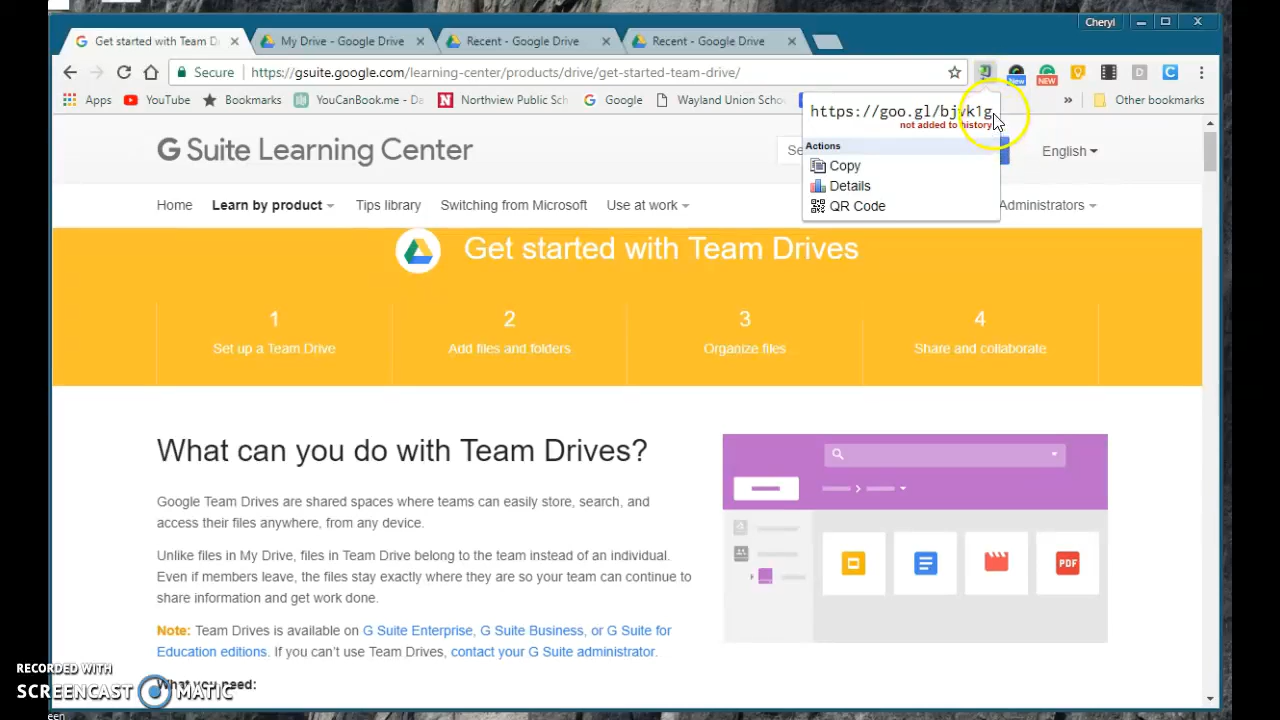 Cheryl
Get started with Team D
My Drive - Google Drive
Recent - Google Drive
Recent - Google Drive
Secure
https://gsuite.google.com/learning-center/products/drive/get-started-team-drive/
New
NEW
D
C
Apps
YouTube
Bookmarks
YouCanBook.me - Da
Northview Public Sch
Google
Wayland Union Schoo
»
Other bookmarks
https://goo.gl/bjvk1g
not added to history
Actions
Copy
Details
QR Code
G Suite Learning Center
Se
English
Home
Learn by product
Tips library
Switching from Microsoft
Use at work
Administrators
Get started with Team Drives
1
2
3
4
Set up a Team Drive
Add files and folders
Organize files
Share and collaborate
What can you do with Team Drives?
Google Team Drives are shared spaces where teams can easily store, search, and
access their files anywhere, from any device.
Unlike files in My Drive, files in Team Drive belong to the team instead of an individual.
Even if members leave, the files stay exactly where they are so your team can continue to
share information and get work done.
Note: Team Drives is available on G Suite Enterprise, G Suite Business, or G Suite for
Education editions. If you can't use Team Drives, contact your G Suite administrator.
What you need:
PDF
RECORDED WITH
SCREENCAST MATIC
een